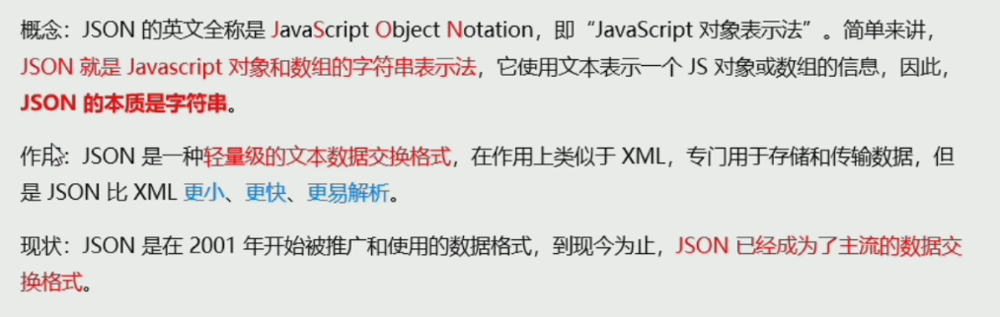 概念：JSON 的英文全称是 JavaScript Object Notation，即“JavaScript 对象表示法”。简单来讲，
JSON 就是 Javascript 对象和数组的字符串表示法，它使用文本表示一个 JS 对象或数组的信息，因此，
JSON 的本质是字符串。
作用：JSON 是一种轻量级的文本数据交换格式，在作用上类似于 XML，专门用于存储和传输数据，但
是 JSON 比 XML 更小、更快、更易解析。
现状：JSON 是在 2001 年开始被推广和使用的数据格式，到现今为止，JSON 已经成为了主流的数据交
换格式。